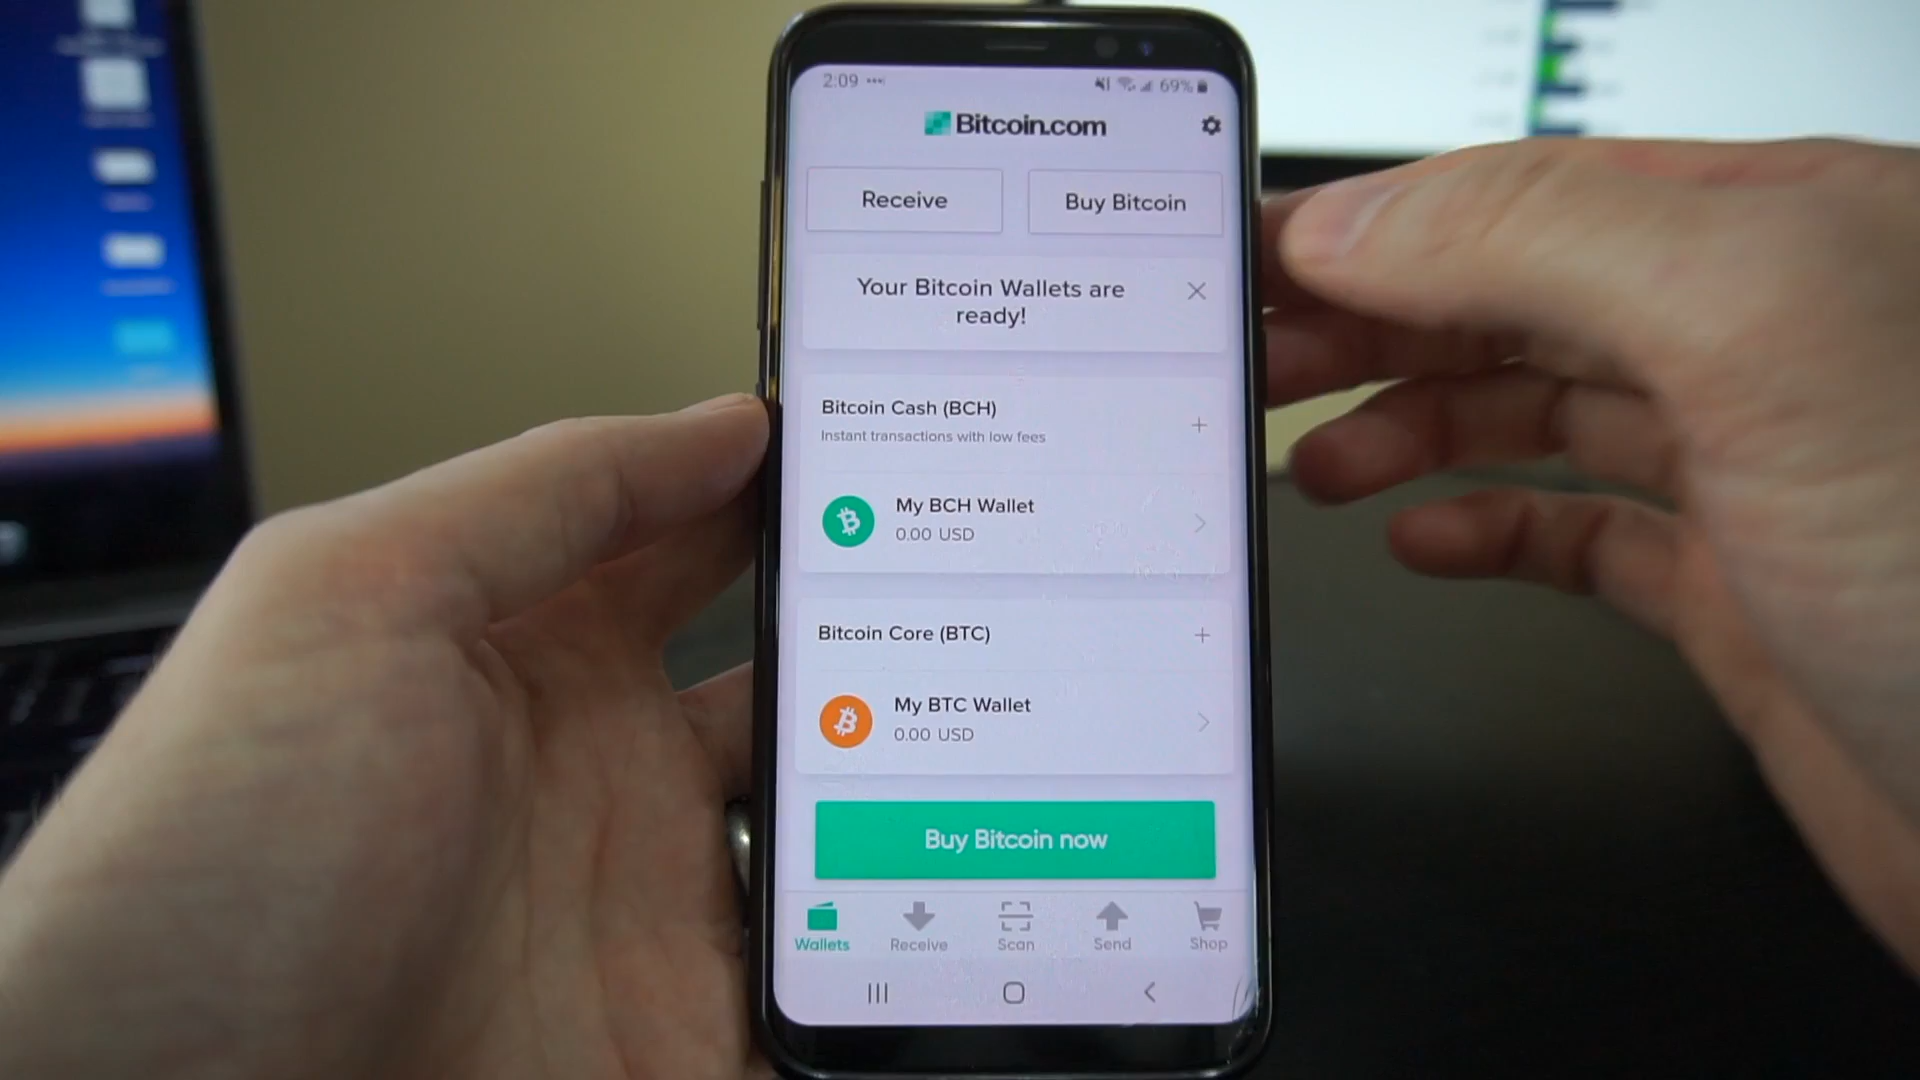 2:09
69%
Bitcoin.com
Receive
Buy Bitcoin
Your Bitcoin Wallets are
ready!
Bitcoin Cash (BCH)
Instant transactions with low fees
My BCH Wallet
0.00 USD
Bitcoin Core (BTC)
My BTC Wallet
0.00 USD
Buy Bitcoin now
Wallets
Receive
Scan
Send
Shop